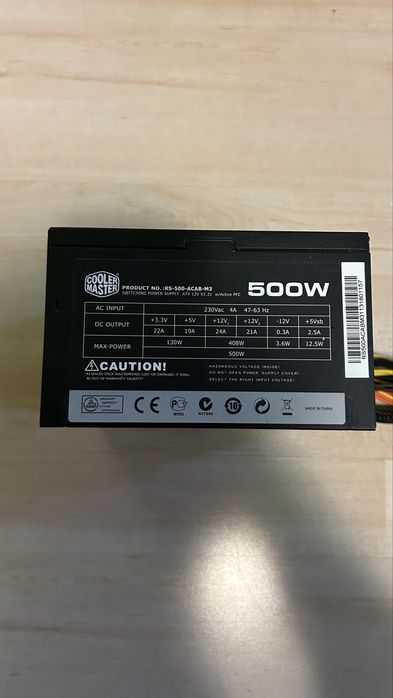 COOLER MASTER
PRODUCT NO. :RS-500-ACAB-M3
SWITCHING POWER SUPPLY ATX 12V V2.31 w/Active PFC
500W
AC INPUT 230Vac 4A 47-63 Hz
DC OUTPUT +3.3V +5V +12V1 +12V2 -12V +5Vsb
22A 19A 24A 21A 0.3A 2.5A
MAX-POWER 130W 408W 3.6W 12.5W
500W
CAUTION!
HAZARDOUS VOLTAGE INSIDE!
DO NOT OPEN POWER SUPPLY COVER!
SELECT THE RIGHT INPUT VOLTAGE!
CE
N11248
10
MADE IN CHINA